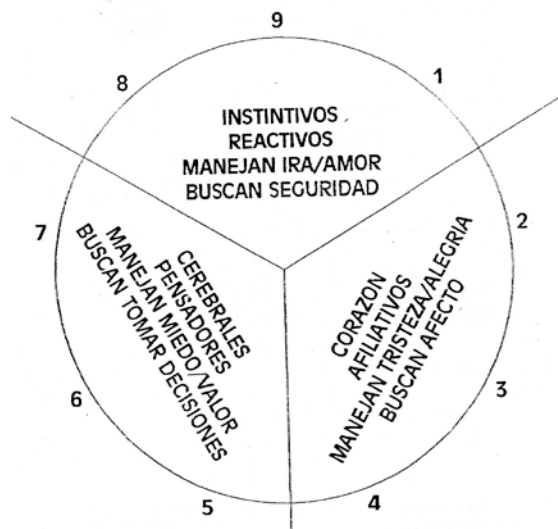 9
8
1
INSTINTIVOS
REACTIVOS
MANEJAN IRA/AMOR
BUSCAN SEGURIDAD
7
CEREBRALES
PENSADORES
MANEJAN MIEDO/VALOR
BUSCAN TOMAR DECISIONES
2
CORAZON
AFILIATIVOS
MANEJAN TRISTEZA/ALEGRIA
BUSCAN AFECTO
6
3
5
4